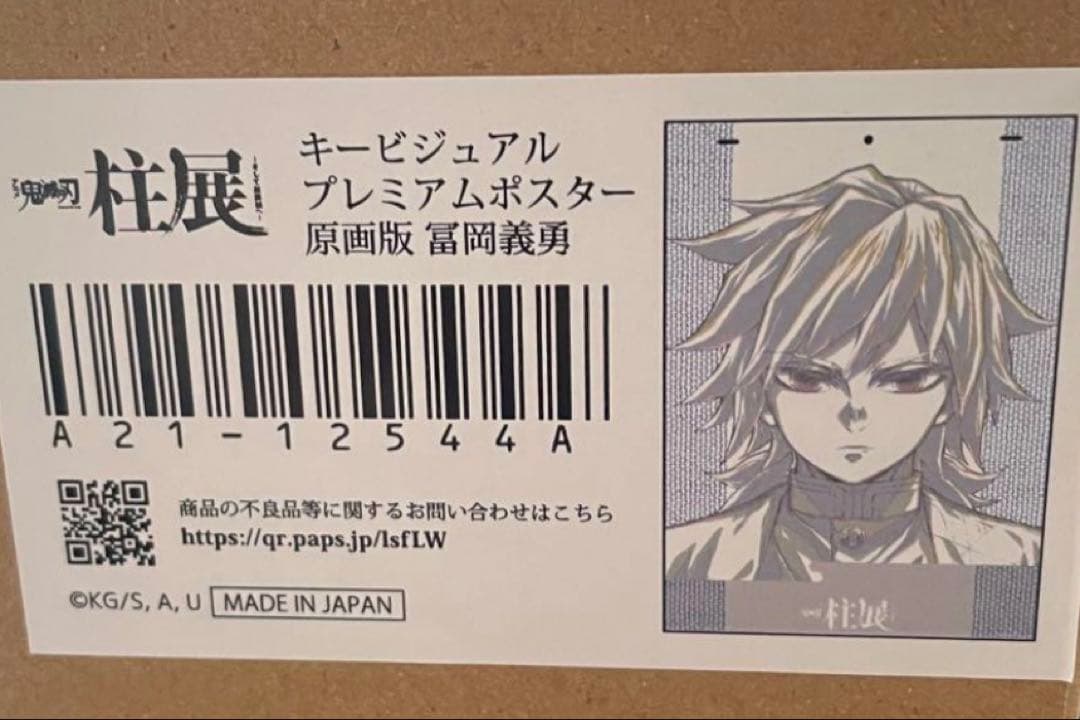 アニメ 鬼滅の刃 柱展
キービジュアル
プレミアムポスター
原画版 冨岡義勇
A21-12544A
商品の不良品等に関するお問い合わせはこちら
https://qr.paps.jp/lsfLW
©KG/S, A, U MADE IN JAPAN
柱展